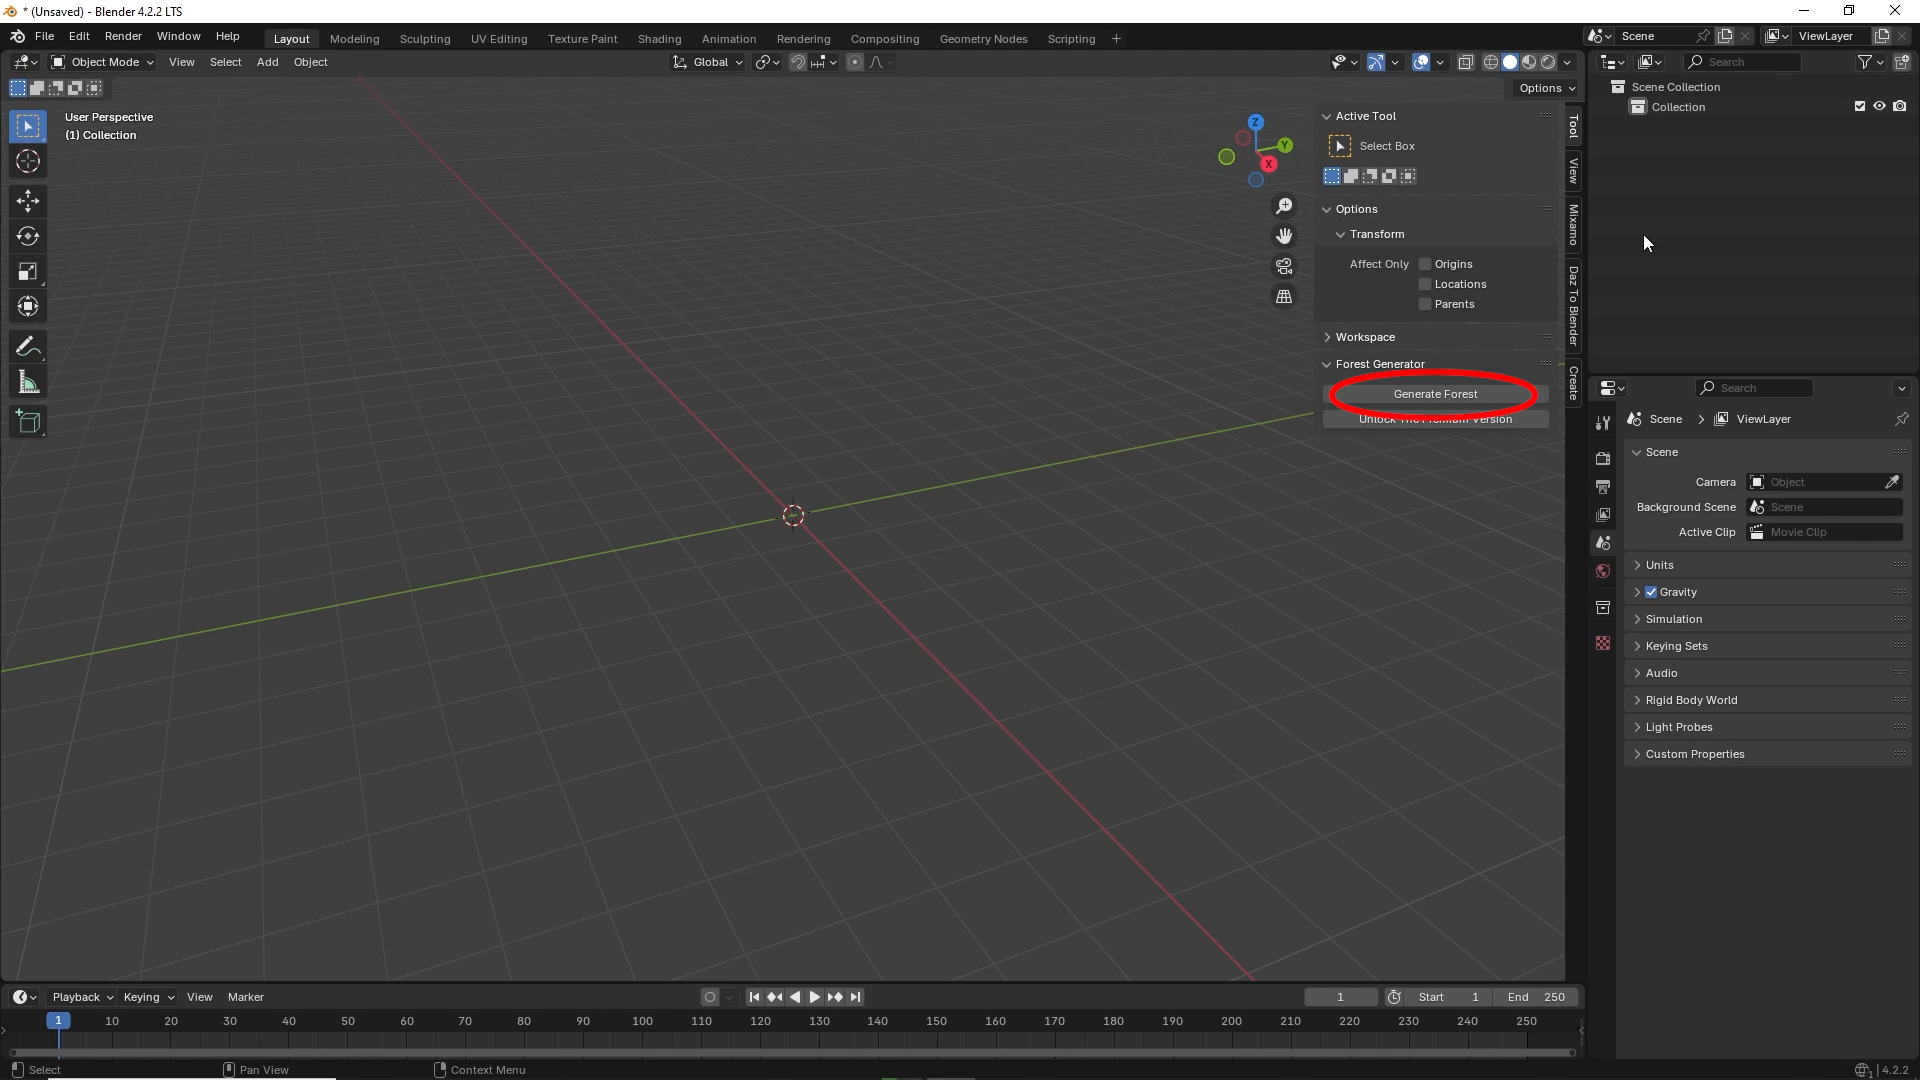 * (Unsaved) - Blender 4.2.2 LTS
File Edit Render Window Help Layout Modeling Sculpting UV Editing Texture Paint Shading Animation Rendering Compositing Geometry Nodes Scripting + Scene ViewLayer
Object Mode View Select Add Object Global Search
Options
User Perspective
(1) Collection
Z
Y
X
Active Tool
Select Box
Options
Transform
Affect Only Origins
Locations
Parents
Workspace
Forest Generator
Generate Forest
Unlock The Premium Version
Tool
View
Mixamo
Daz To Blender
Create
Scene Collection
Collection
Search
Scene ViewLayer
Scene
Camera Object
Background Scene Scene
Active Clip Movie Clip
Units
Gravity
Simulation
Keying Sets
Audio
Rigid Body World
Light Probes
Custom Properties
Playback Keying View Marker 1 Start 1 End 250
1 10 20 30 40 50 60 70 80 90 100 110 120 130 140 150 160 170 180 190 200 210 220 230 240 250
Select Pan View Context Menu 4.2.2